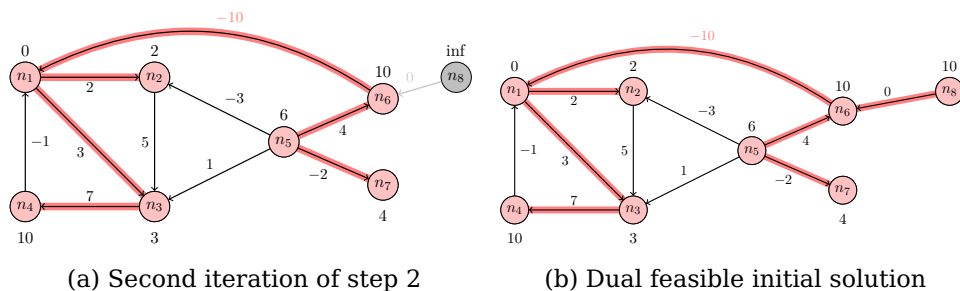 −10
−10
0
2
10
inf
n1
2
n2
−3
0
n6
n8
6
−1
3
5
4
n5
1
−2
7
n4
n3
n7
10
3
4
0
2
10
10
n1
2
n2
−3
0
n6
n8
6
−1
3
5
4
n5
1
−2
7
n4
n3
n7
10
3
4
(a) Second iteration of step 2
(b) Dual feasible initial solution